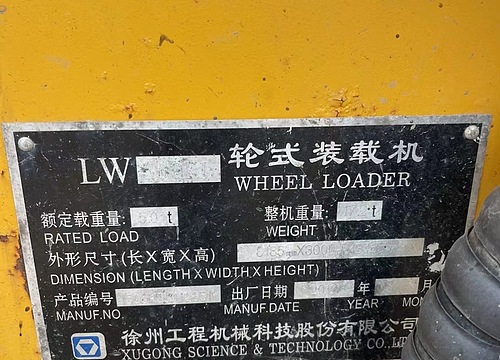 LW 轮式装载机
WHEEL LOADER
额定载重量: t 整机重量: t
RATED LOAD WEIGHT
外形尺寸(长X宽X高)
DIMENSION (LENGTH X WIDTH X HEIGHT)
产品编号 出厂日期 年 月
MANUF.NO. MANUF.DATE YEAR MON
徐州工程机械科技股份有限公司
XUGONG SCIENCE & TECHNOLOGY CO.,LT